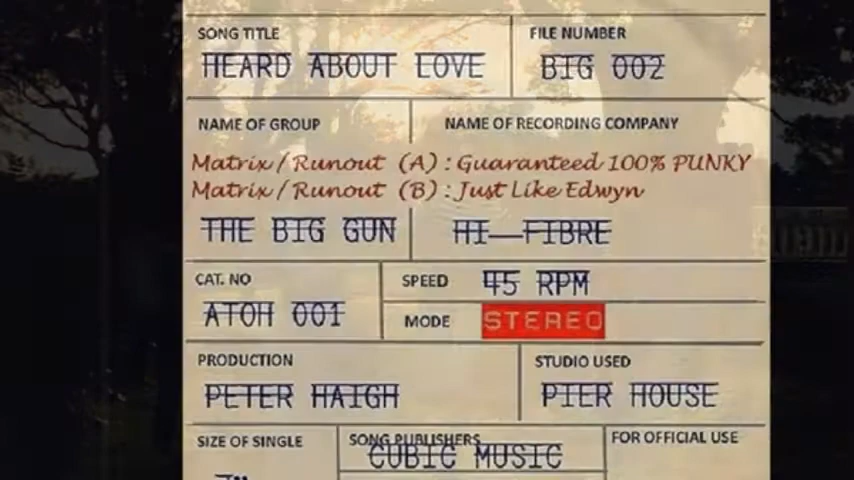 SONG TITLE
FILE NUMBER
HEARD ABOUT LOVE
BIG 002
NAME OF GROUP
NAME OF RECORDING COMPANY
Matrix / Runout (A) : Guaranteed 100% PUNKY
Matrix / Runout (B) : Just Like Edwyn
THE BIG GUN
HI-FIBRE
CAT. NO
SPEED
45 RPM
ATOH 001
MODE
STEREO
PRODUCTION
STUDIO USED
PETER HAIGH
PIER HOUSE
SIZE OF SINGLE
SONG PUBLISHERS
FOR OFFICIAL USE
CUBIC MUSIC